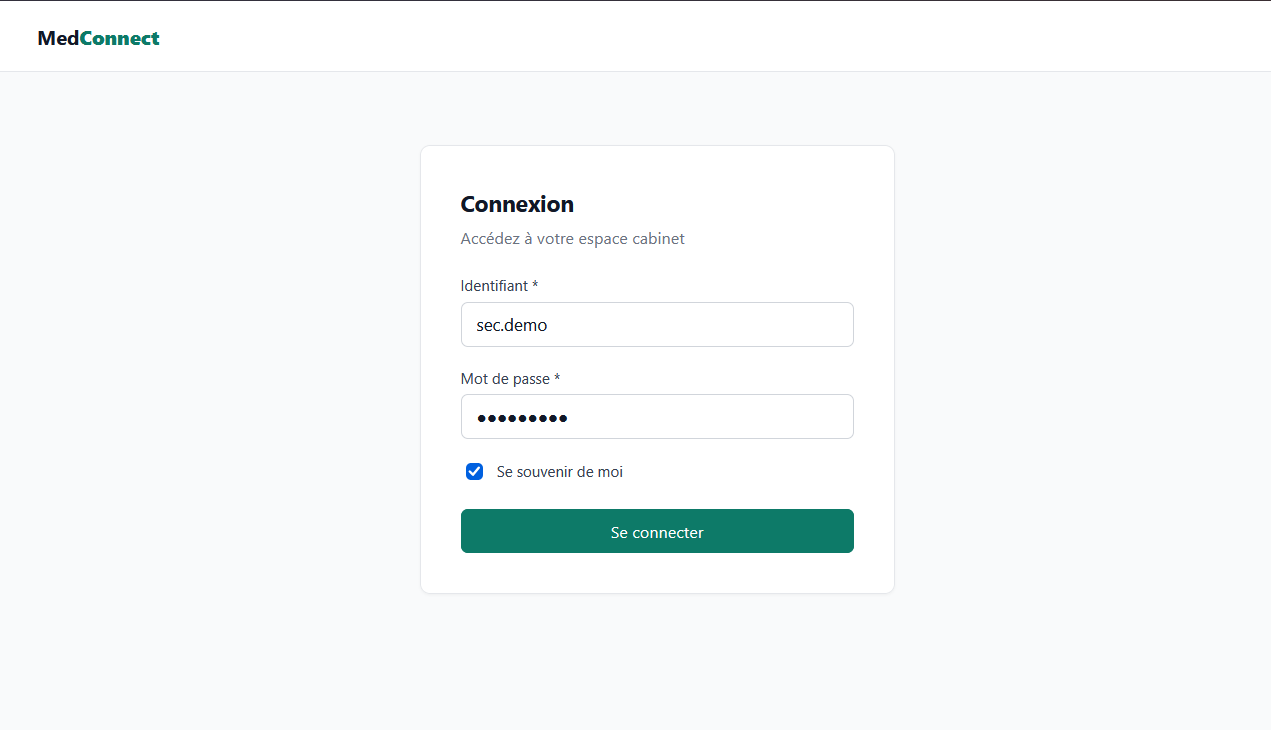 MedConnect
Connexion
Accédez à votre espace cabinet
Identifiant *
sec.demo
Mot de passe *
●●●●●●●●●
Se souvenir de moi
Se connecter